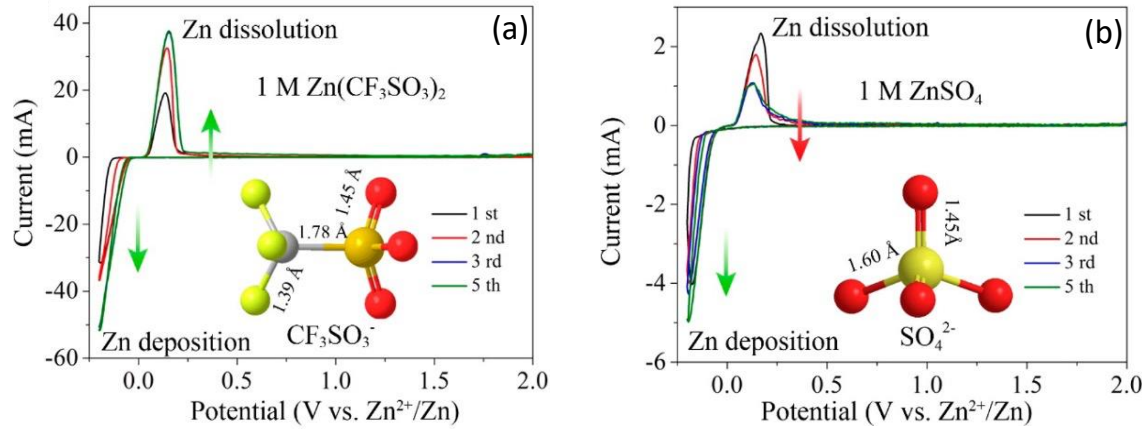 (a)
Zn dissolution
1 M Zn(CF₃SO₃)₂
Current (mA)
40
20
0
-20
-40
-60
1.45 Å
1.78 Å
1.39 Å
CF₃SO₃⁻
1 st
2 nd
3 rd
5 th
Zn deposition
0.0 0.5 1.0 1.5 2.0
Potential (V vs. Zn²⁺/Zn)
(b)
Zn dissolution
1 M ZnSO₄
Current (mA)
2
0
-2
-4
-6
1.45Å
1.60 Å
SO₄²⁻
1 st
2 nd
3 rd
5 th
Zn deposition
0.0 0.5 1.0 1.5 2.0
Potential (V vs. Zn²⁺/Zn)